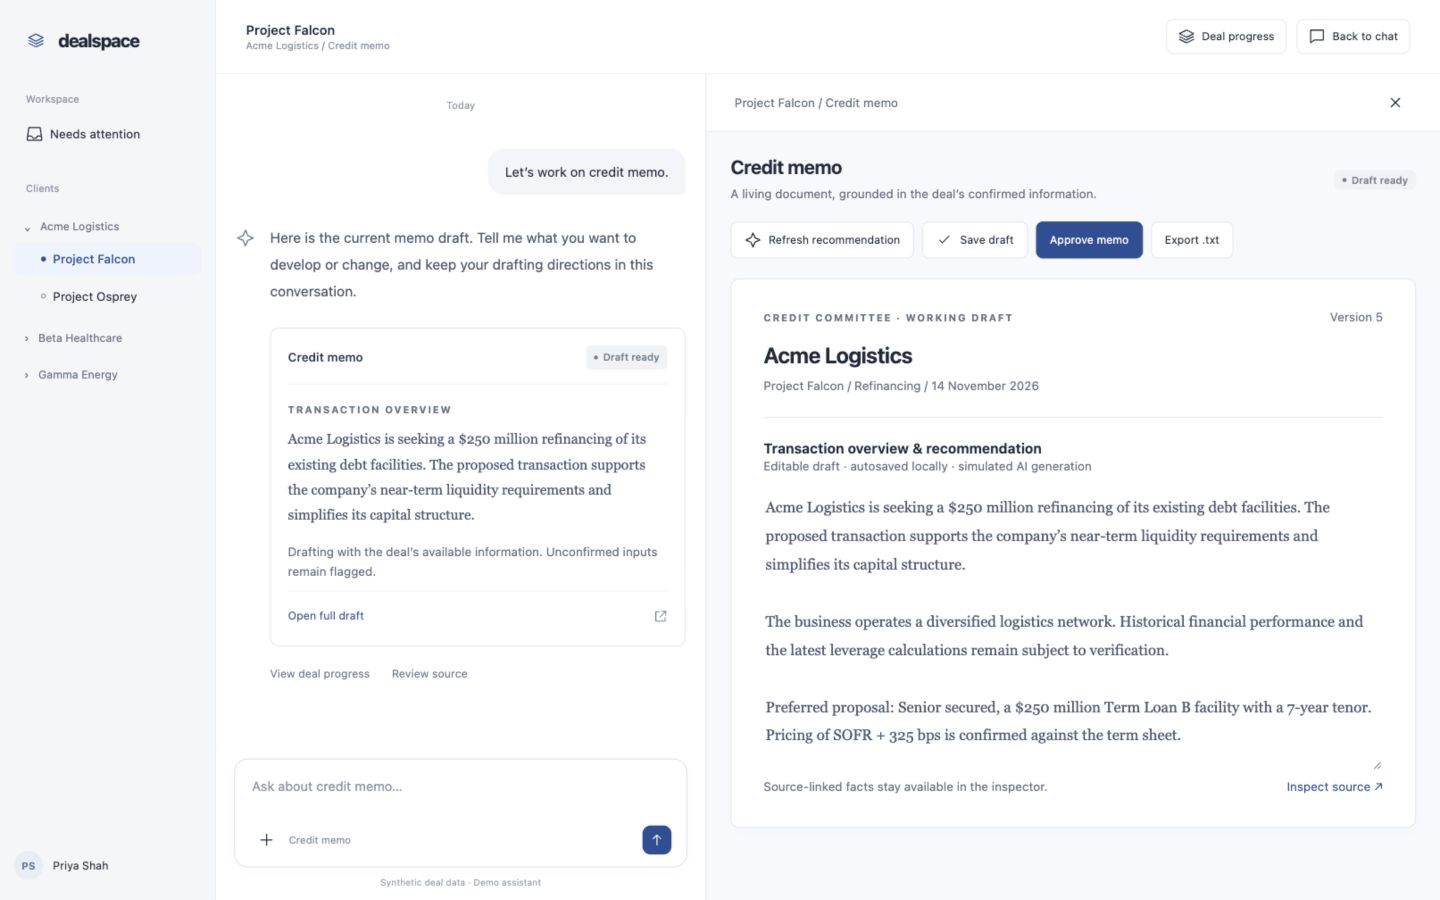 dealspace
Workspace
Needs attention
Clients
Acme Logistics
Project Falcon
Project Osprey
Beta Healthcare
Gamma Energy
PS
Priya Shah
Project Falcon
Acme Logistics / Credit memo
Deal progress
Back to chat
Today
Let’s work on credit memo.
Here is the current memo draft. Tell me what you want to
develop or change, and keep your drafting directions in this
conversation.
Credit memo
• Draft ready
TRANSACTION OVERVIEW
Acme Logistics is seeking a $250 million refinancing of its
existing debt facilities. The proposed transaction supports
the company’s near-term liquidity requirements and
simplifies its capital structure.
Drafting with the deal’s available information. Unconfirmed inputs
remain flagged.
Open full draft
View deal progress
Review source
Ask about credit memo...
Credit memo
Synthetic deal data · Demo assistant
Project Falcon / Credit memo
Credit memo
A living document, grounded in the deal’s confirmed information.
• Draft ready
Refresh recommendation
Save draft
Approve memo
Export .txt
CREDIT COMMITTEE · WORKING DRAFT
Version 5
Acme Logistics
Project Falcon / Refinancing / 14 November 2026
Transaction overview & recommendation
Editable draft · autosaved locally · simulated AI generation
Acme Logistics is seeking a $250 million refinancing of its existing debt facilities. The
proposed transaction supports the company’s near-term liquidity requirements and
simplifies its capital structure.
The business operates a diversified logistics network. Historical financial performance and
the latest leverage calculations remain subject to verification.
Preferred proposal: Senior secured, a $250 million Term Loan B facility with a 7-year tenor.
Pricing of SOFR + 325 bps is confirmed against the term sheet.
Source-linked facts stay available in the inspector.
Inspect source ↗